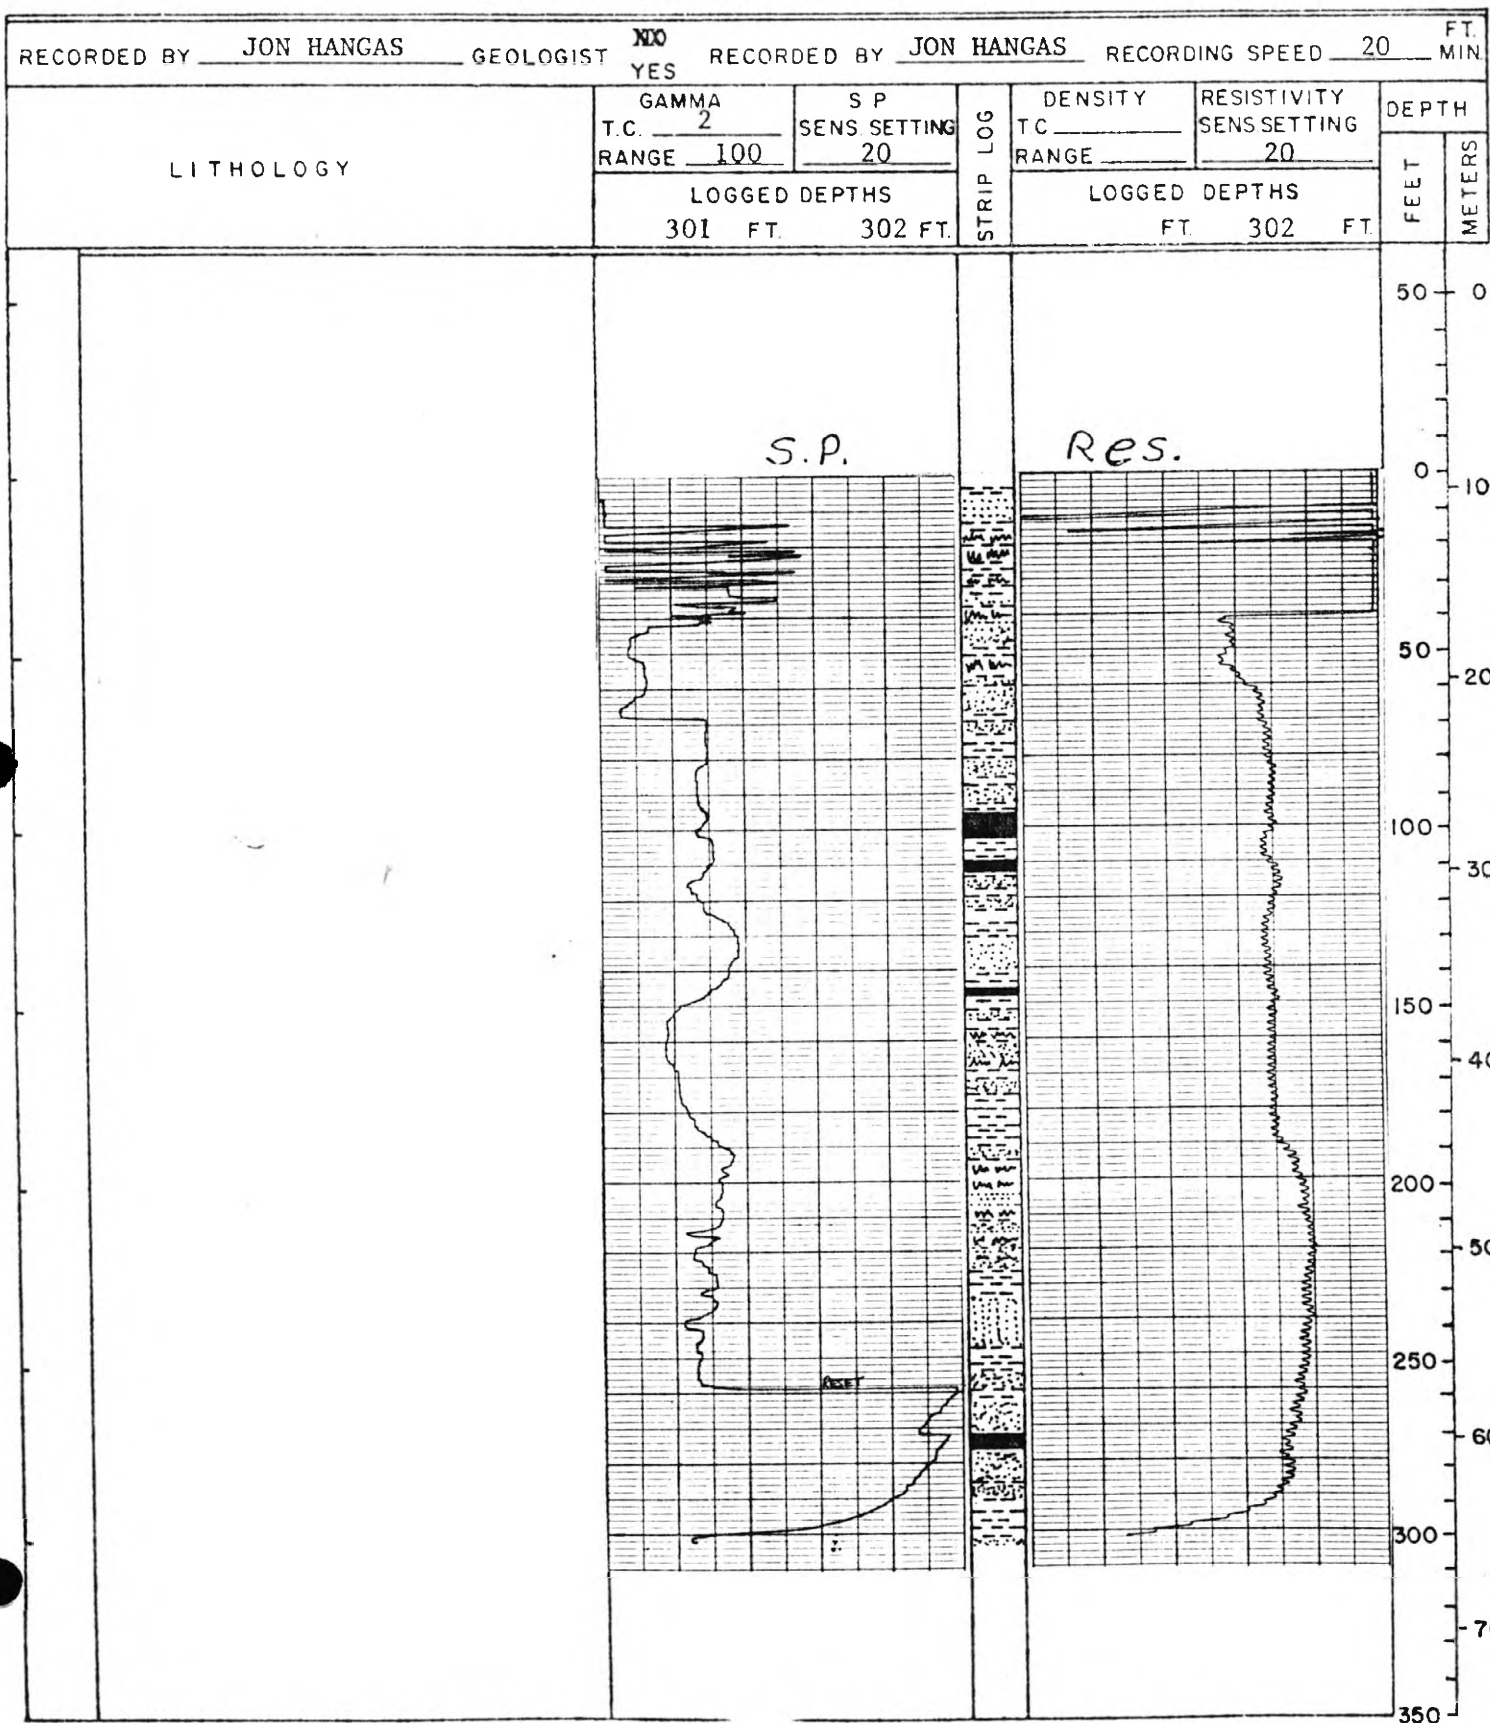 RECORDED BY JON HANGAS GEOLOGIST NO YES RECORDED BY JON HANGAS RECORDING SPEED 20 FT. MIN.
LITHOLOGY
GAMMA
T.C. 2
RANGE 100
S P
SENS. SETTING
20
LOGGED DEPTHS
301 FT. 302 FT.
STRIP LOG
DENSITY
T.C
RANGE
RESISTIVITY
SENS. SETTING
20
LOGGED DEPTHS
FT. 302 FT.
DEPTH
FEET
METERS
50 0
S.P. Res.
0
10
50
20
100
30
150
40
200
50
RESET
250
60
300
70
350